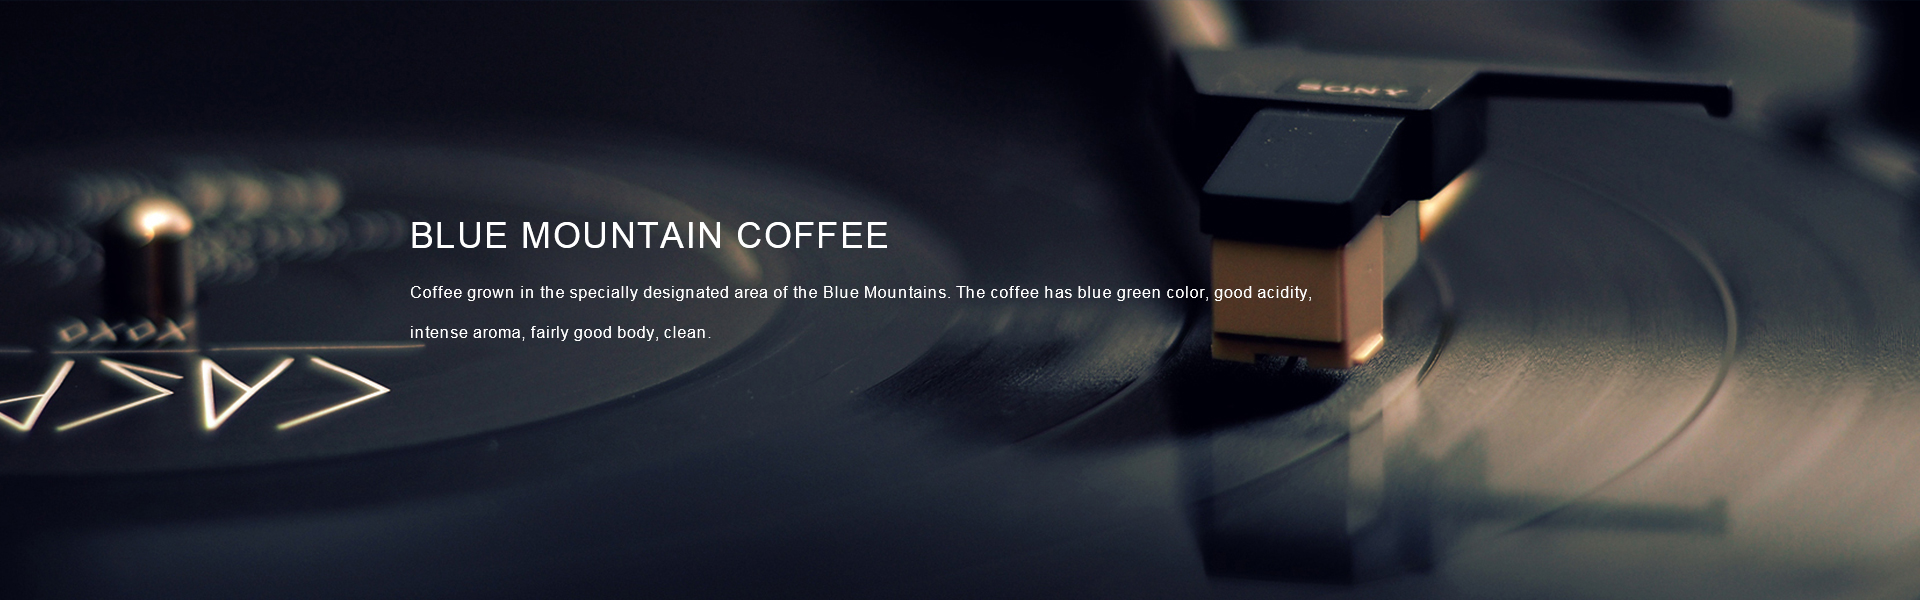 SONY
BLUE MOUNTAIN COFFEE
Coffee grown in the specially designated area of the Blue Mountains. The coffee has blue green color, good acidity,
intense aroma, fairly good body, clean.